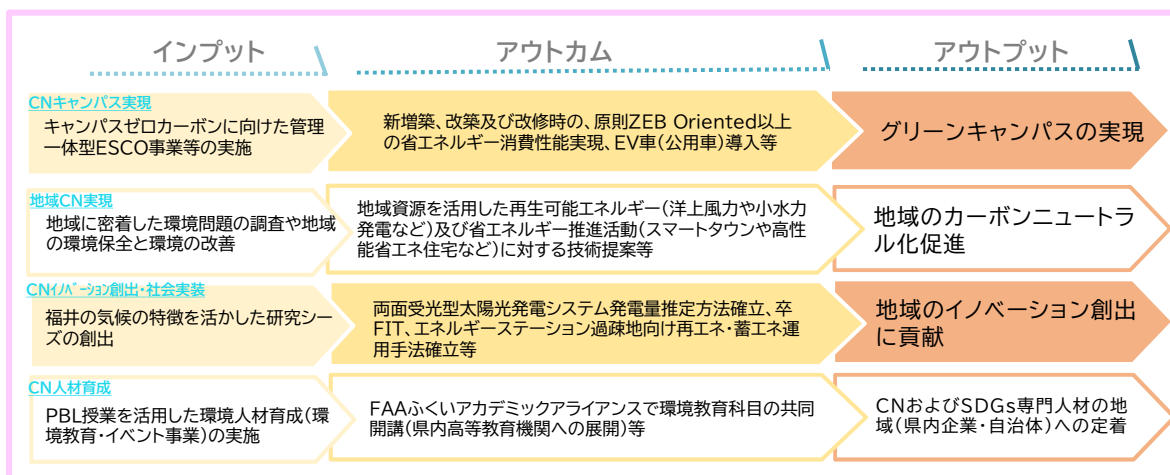 インプット
アウトカム
アウトプット
CNキャンパス実現
キャンパスゼロカーボンに向けた管理
一体型ESCO事業等の実施
新増築、改築及び改修時の、原則ZEB Oriented以上
の省エネルギー消費性能実現、EV車(公用車)導入等
グリーンキャンパスの実現
地域CN実現
地域に密着した環境問題の調査や地域
の環境保全と環境の改善
地域資源を活用した再生可能エネルギー(洋上風力や小水力
発電など)及び省エネルギー推進活動(スマートタウンや高性
能省エネ住宅など)に対する技術提案等
地域のカーボンニュートラ
ル化促進
CNイノベーション創出・社会実装
福井の気候の特徴を活かした研究シー
ズの創出
両面受光型太陽光発電システム発電量推定方法確立、卒
FIT、エネルギーステーション過疎地向け再エネ・蓄エネ運
用手法確立等
地域のイノベーション創出
に貢献
CN人材育成
PBL授業を活用した環境人材育成(環
境教育・イベント事業)の実施
FAAふくいアカデミックアライアンスで環境教育科目の共同
開講(県内高等教育機関への展開)等
CNおよびSDGs専門人材の地
域(県内企業・自治体)への定着